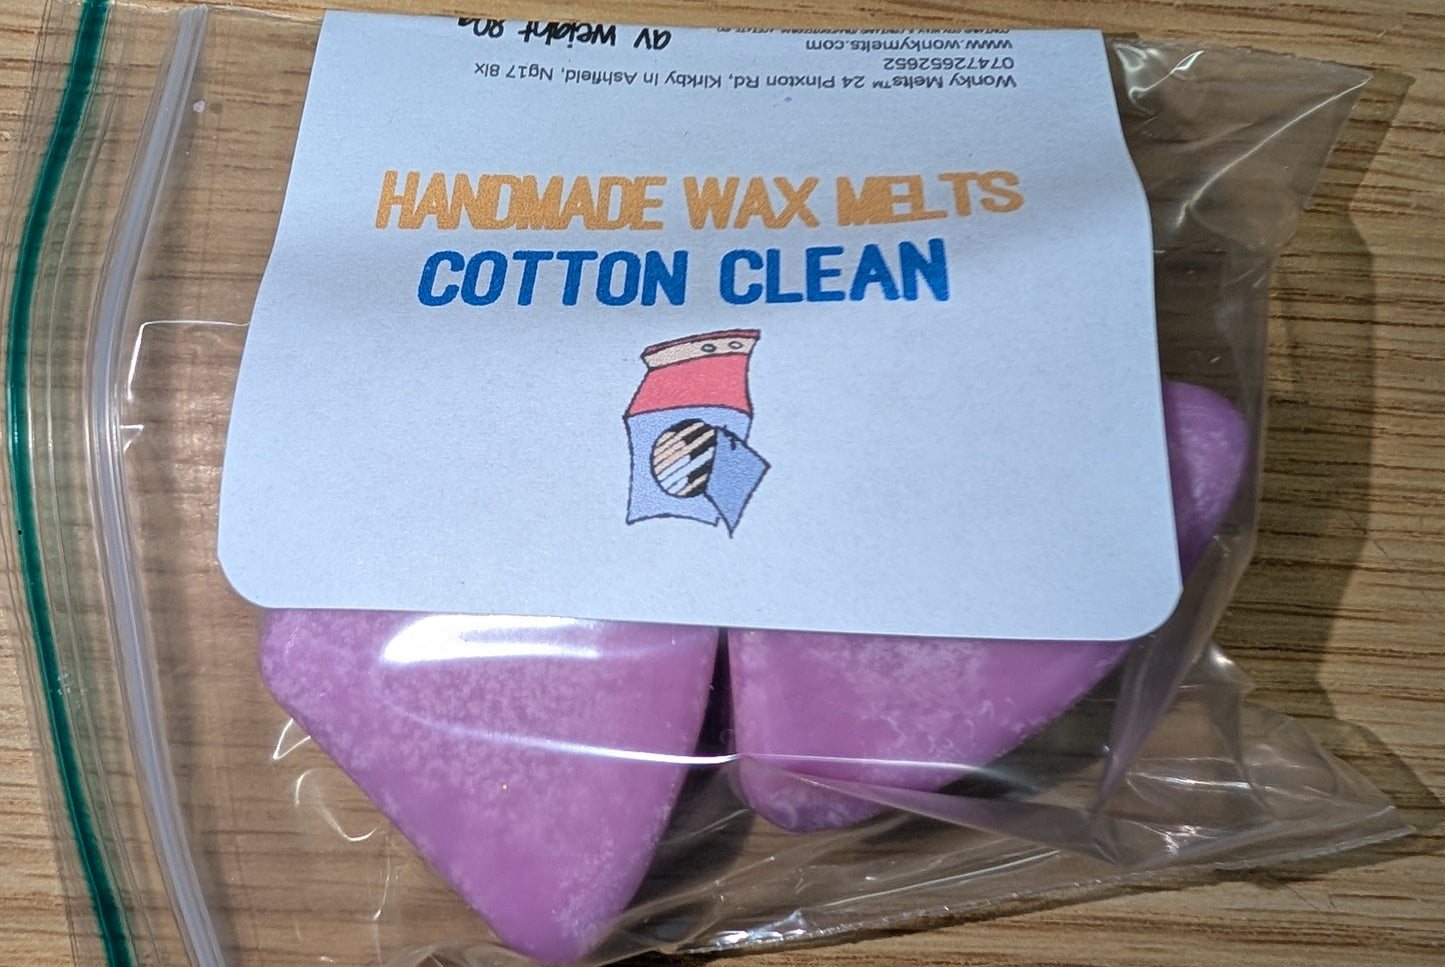 av weight 80g
www.wonkymelts.com
07472652652
Wonky Melts™ 24 Pinxton Rd, Kirkby In Ashfield, Ng17 8lx
HANDMADE WAX MELTS
COTTON CLEAN